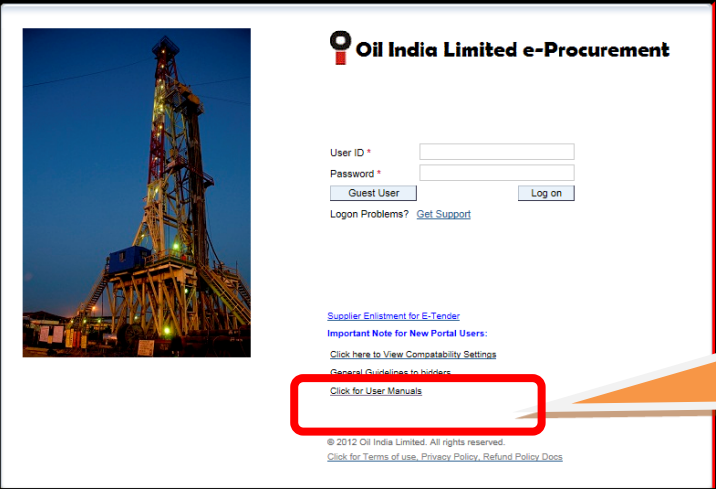 Oil India Limited e-Procurement
User ID *
Password *
Guest User Log on
Logon Problems? Get Support
Supplier Enlistment for E-Tender
Important Note for New Portal Users:
Click here to View Compatability Settings
General Guidelines to bidders
Click for User Manuals
© 2012 Oil India Limited. All rights reserved.
Click for Terms of use, Privacy Policy, Refund Policy Docs